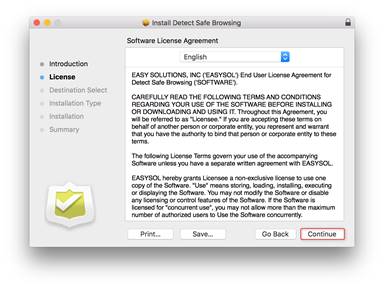 Install Detect Safe Browsing
Software License Agreement
English
Introduction
License
Destination Select
Installation Type
Installation
Summary
EASY SOLUTIONS, INC ('EASYSOL') End User License Agreement for
Detect Safe Browsing ('SOFTWARE').
CAREFULLY READ THE FOLLOWING TERMS AND CONDITIONS
REGARDING YOUR USE OF THE SOFTWARE BEFORE INSTALLING
OR DOWNLOADING AND USING IT. Throughout this Agreement, you
will be referred to as "Licensee." If you are accepting these terms on
behalf of another person or corporate entity, you represent and warrant
that you have the authority to bind that person or corporate entity to these
terms.
The following License Terms govern your use of the accompanying
Software unless you have a separate written agreement with EASYSOL.
EASYSOL hereby grants Licensee a non-exclusive license to use one
copy of the Software. "Use" means storing, loading, installing, executing
or displaying the Software. You may not modify the Software or disable
any licensing or control features of the Software. If the Software is
licensed for "concurrent use", you may not allow more than the maximum
number of authorized users to Use the Software concurrently.
Print...
Save...
Go Back
Continue